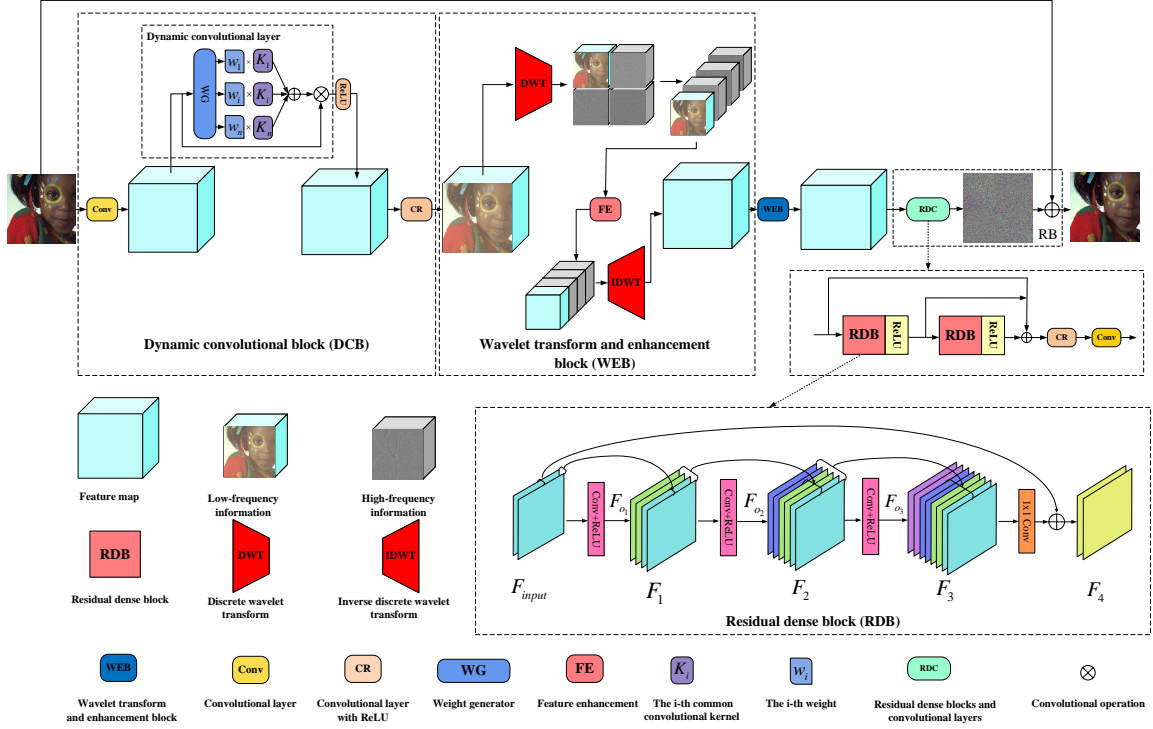 Dynamic convolutional layer
WG
w1 × K1
wi × Ki
wn × Kn
ReLU
Conv
CR
Dynamic convolutional block (DCB)
DWT
FE
IDWT
Wavelet transform and enhancement
block (WEB)
WEB
RDC
RB
RDB
ReLU
RDB
ReLU
CR
Conv
Feature map
Low-frequency
information
High-frequency
information
RDB
DWT
IDWT
Residual dense block
Discrete wavelet
transform
Inverse discrete wavelet
transform
Conv+ReLU
Fo1
Conv+ReLU
Fo2
Conv+ReLU
Fo3
1x1 Conv
Finput
F1
F2
F3
F4
Residual dense block (RDB)
WEB
Conv
CR
WG
FE
Ki
wi
RDC
Wavelet transform
and enhancement block
Convolutional layer
Convolutional layer
with ReLU
Weight generator
Feature enhancement
The i-th common
convolutional kernel
The i-th weight
Residual dense blocks and
convolutional layers
Convolutional operation